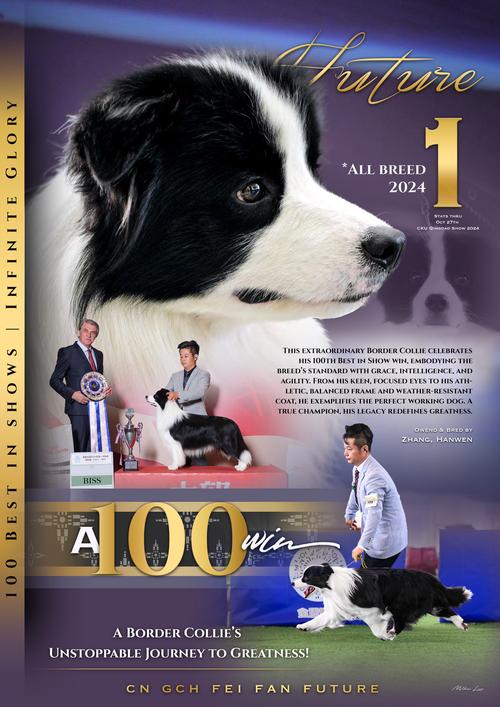 Future
1
*All breed
2024
Stats thru
Oct 27th
CKU Qingdao Show 2024
100 Best in Shows | Infinite Glory
This extraordinary Border Collie celebrates
his 100th Best in Show win, embodying the
breed's standard with grace, intelligence, and
agility. From his keen, focused eyes to his ath-
letic, balanced frame and weather-resistant
coat, he exemplifies the perfect working dog. A
true champion, his legacy redefines greatness.
Owend & Bred by
Zhang, Hanwen
BISS
A100win
A Border Collie's
Unstoppable Journey to Greatness!
CN GCH FEI FAN FUTURE